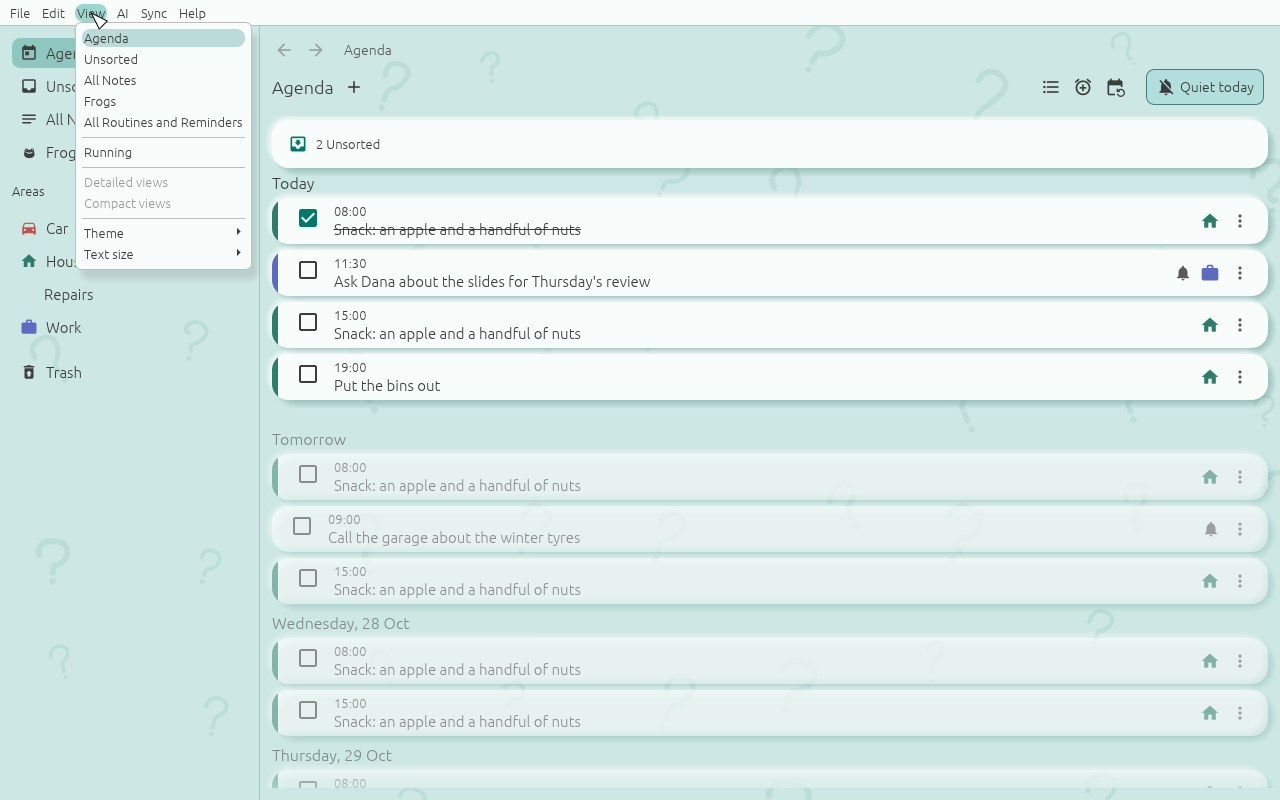 File Edit View AI Sync Help
Agenda
Unsorted
All Notes
Frogs
All Routines and Reminders
Running
Detailed views
Compact views
Theme
Text size
Areas
Car
Repairs
Work
Trash
Agenda
Agenda
Quiet today
2 Unsorted
Today
08:00
Snack: an apple and a handful of nuts
11:30
Ask Dana about the slides for Thursday's review
15:00
Snack: an apple and a handful of nuts
19:00
Put the bins out
Tomorrow
08:00
Snack: an apple and a handful of nuts
09:00
Call the garage about the winter tyres
15:00
Snack: an apple and a handful of nuts
Wednesday, 28 Oct
08:00
Snack: an apple and a handful of nuts
15:00
Snack: an apple and a handful of nuts
Thursday, 29 Oct
08:00